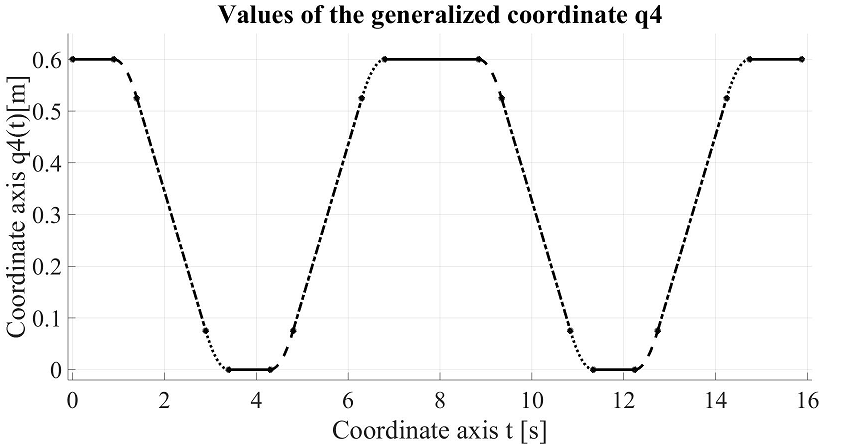 Values of the generalized coordinate q4
Coordinate axis q4(t)[m]
0.6
0.5
0.4
0.3
0.2
0.1
0
0 2 4 6 8 10 12 14 16
Coordinate axis t [s]